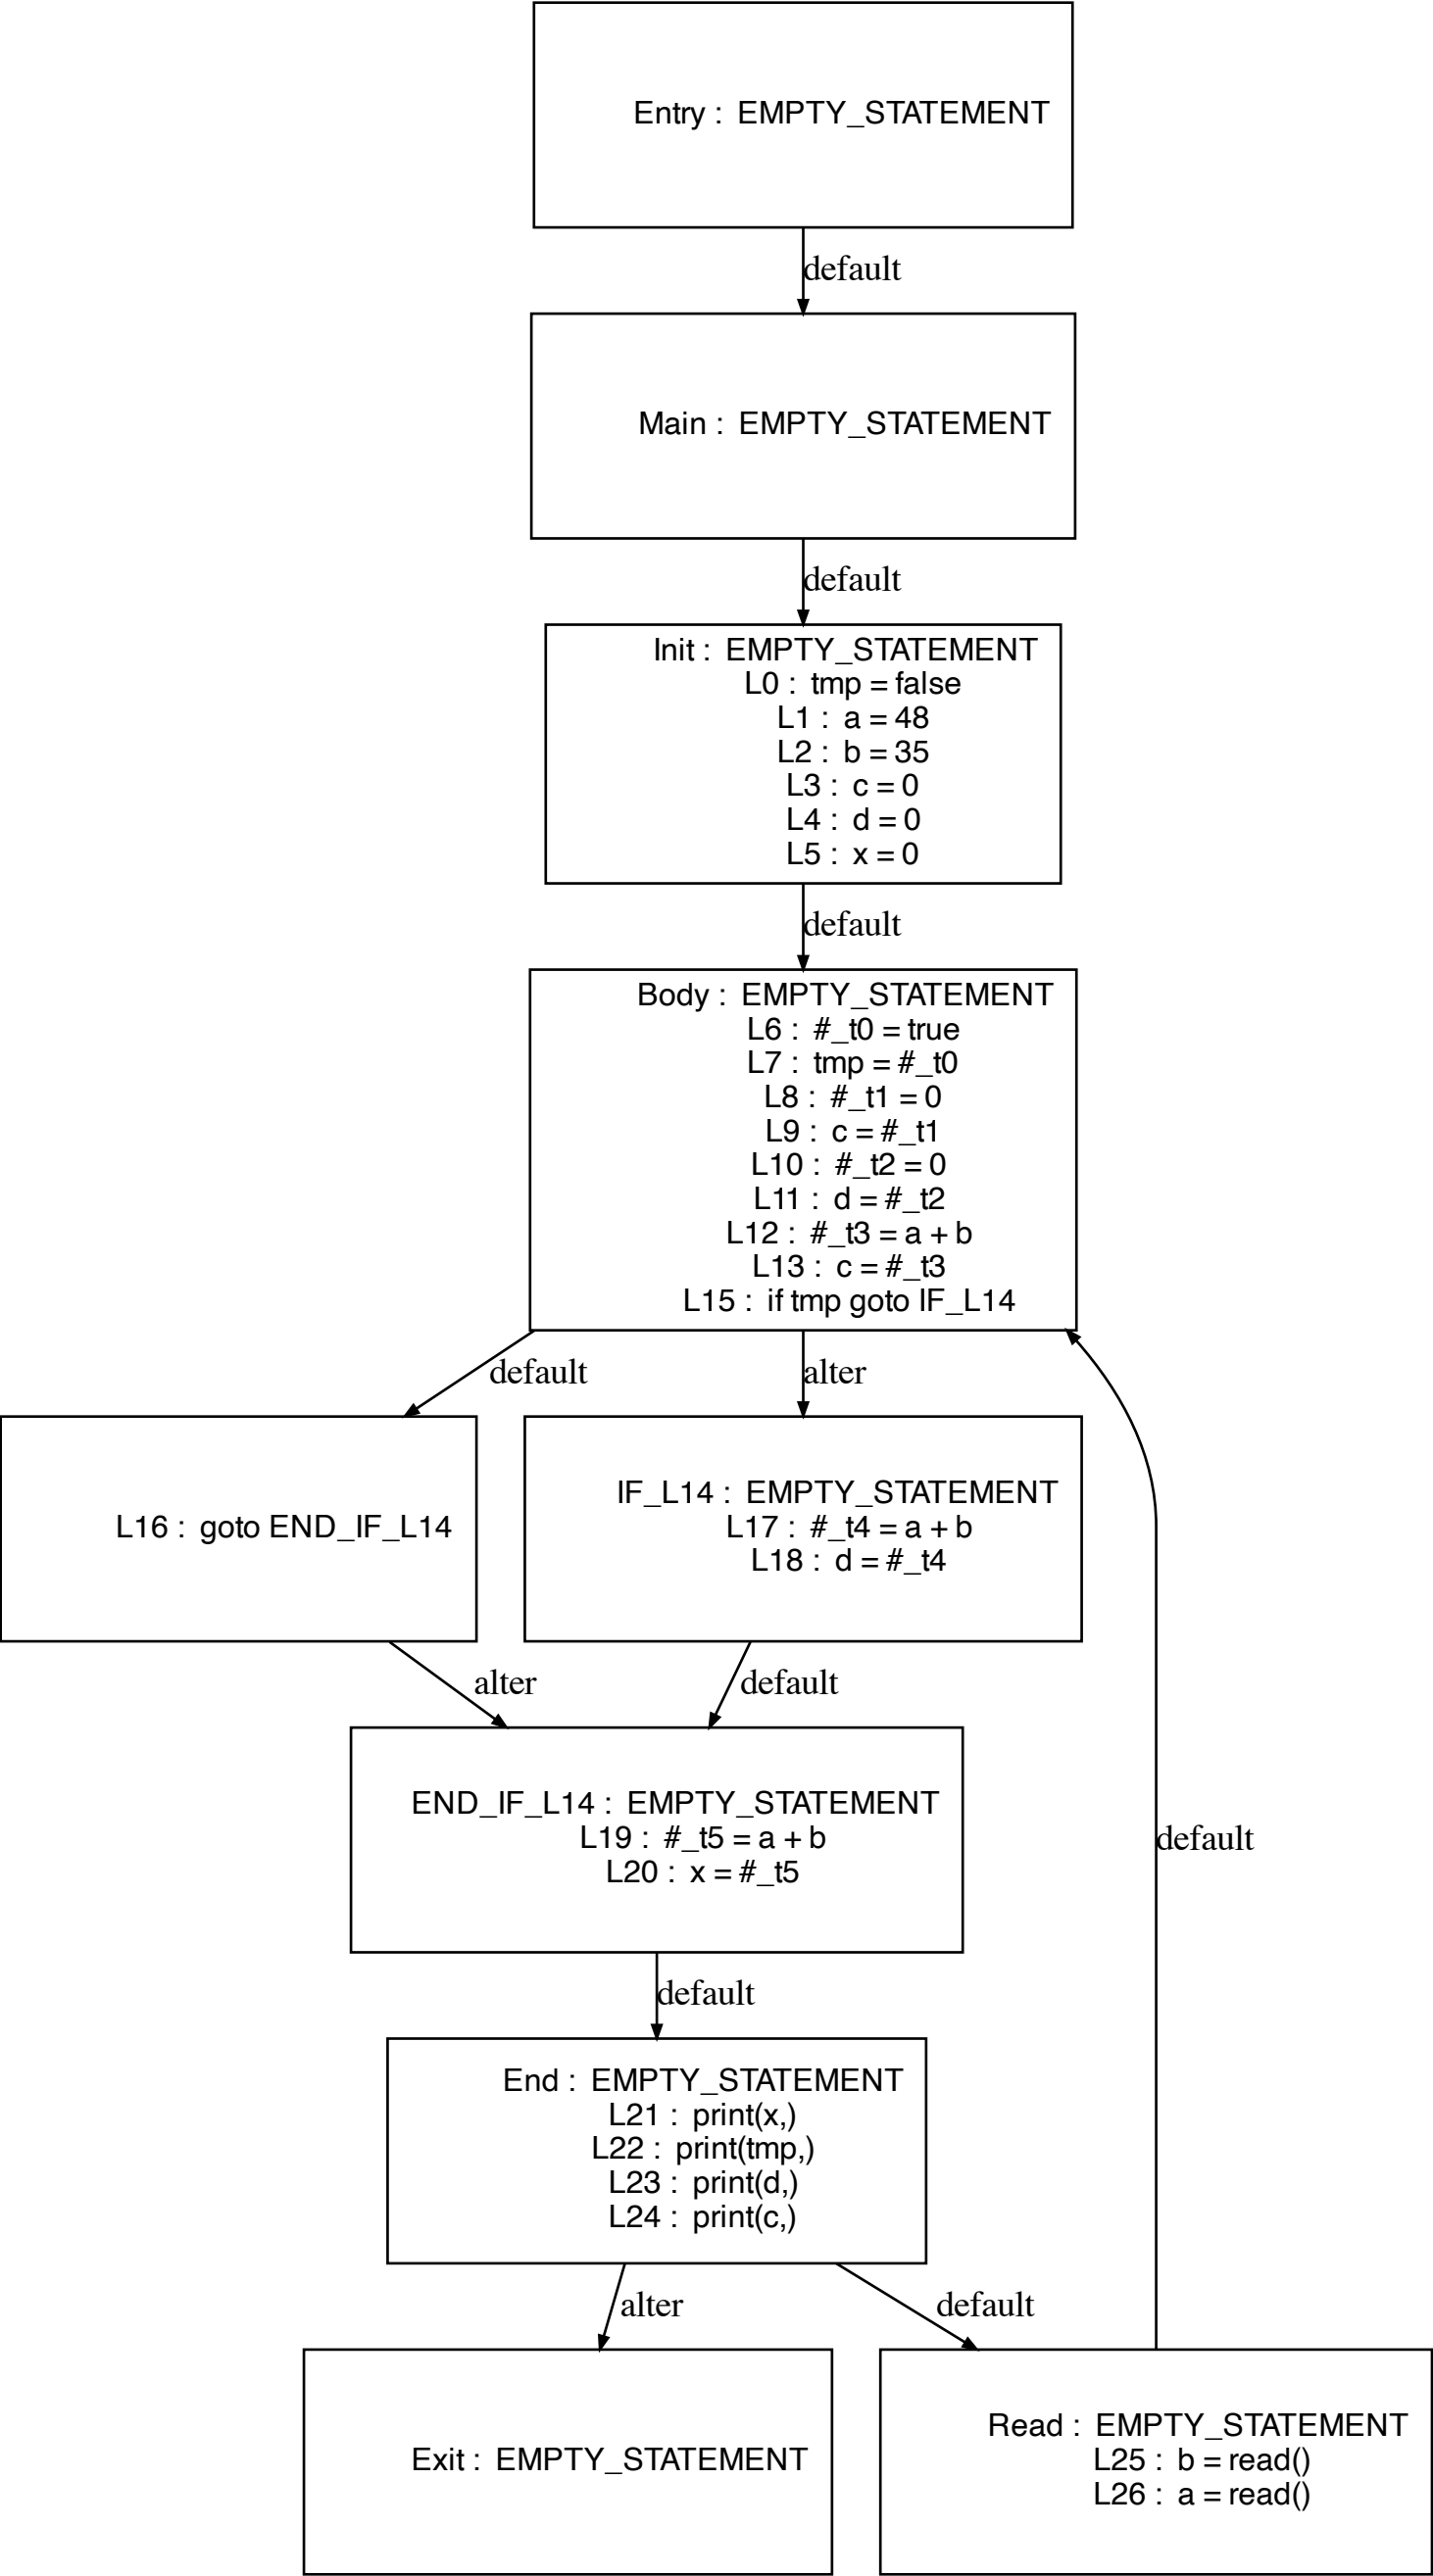 Entry :  EMPTY_STATEMENT
default
Main :  EMPTY_STATEMENT
default
Init :  EMPTY_STATEMENT
L0 :  tmp = false
L1 :  a = 48
L2 :  b = 35
L3 :  c = 0
L4 :  d = 0
L5 :  x = 0
default
Body :  EMPTY_STATEMENT
L6 :  #_t0 = true
L7 :  tmp = #_t0
L8 :  #_t1 = 0
L9 :  c = #_t1
L10 :  #_t2 = 0
L11 :  d = #_t2
L12 :  #_t3 = a + b
L13 :  c = #_t3
L15 :  if tmp goto IF_L14
default
alter
L16 :  goto END_IF_L14
IF_L14 :  EMPTY_STATEMENT
L17 :  #_t4 = a + b
L18 :  d = #_t4
alter
default
END_IF_L14 :  EMPTY_STATEMENT
L19 :  #_t5 = a + b
L20 :  x = #_t5
default
default
End :  EMPTY_STATEMENT
L21 :  print(x,)
L22 :  print(tmp,)
L23 :  print(d,)
L24 :  print(c,)
alter
default
Exit :  EMPTY_STATEMENT
Read :  EMPTY_STATEMENT
L25 :  b = read()
L26 :  a = read()